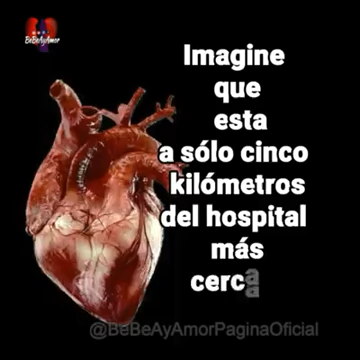 BeBeAyAmor
Imagine
que
esta
a sólo cinco
kilómetros
del hospital
más
cerca
@BeBeAyAmorPaginaOficial